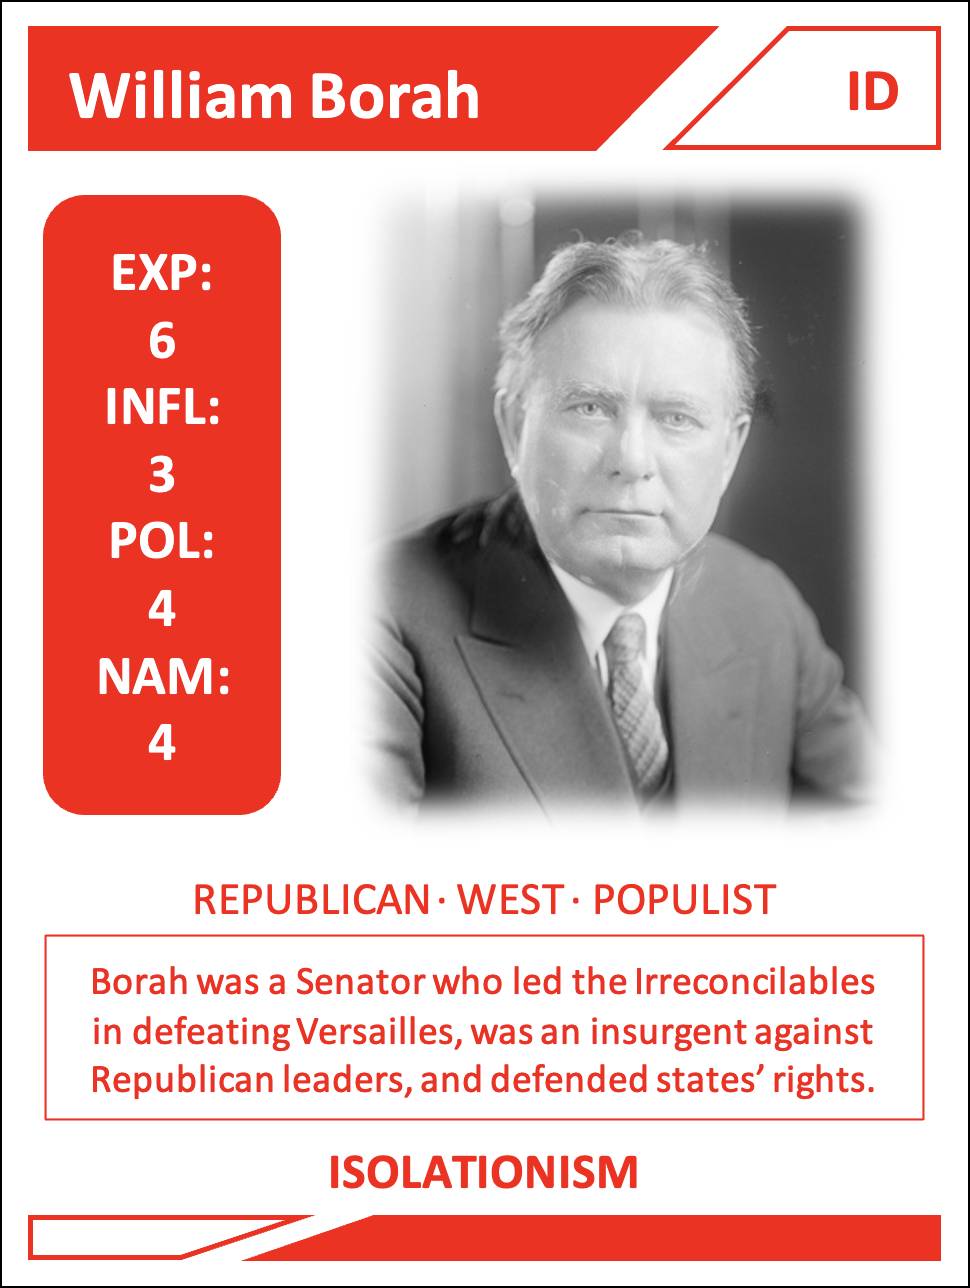 William Borah
ID
EXP:
6
INFL:
3
POL:
4
NAM:
4
REPUBLICAN · WEST · POPULIST
Borah was a Senator who led the Irreconcilables
in defeating Versailles, was an insurgent against
Republican leaders, and defended states’ rights.
ISOLATIONISM